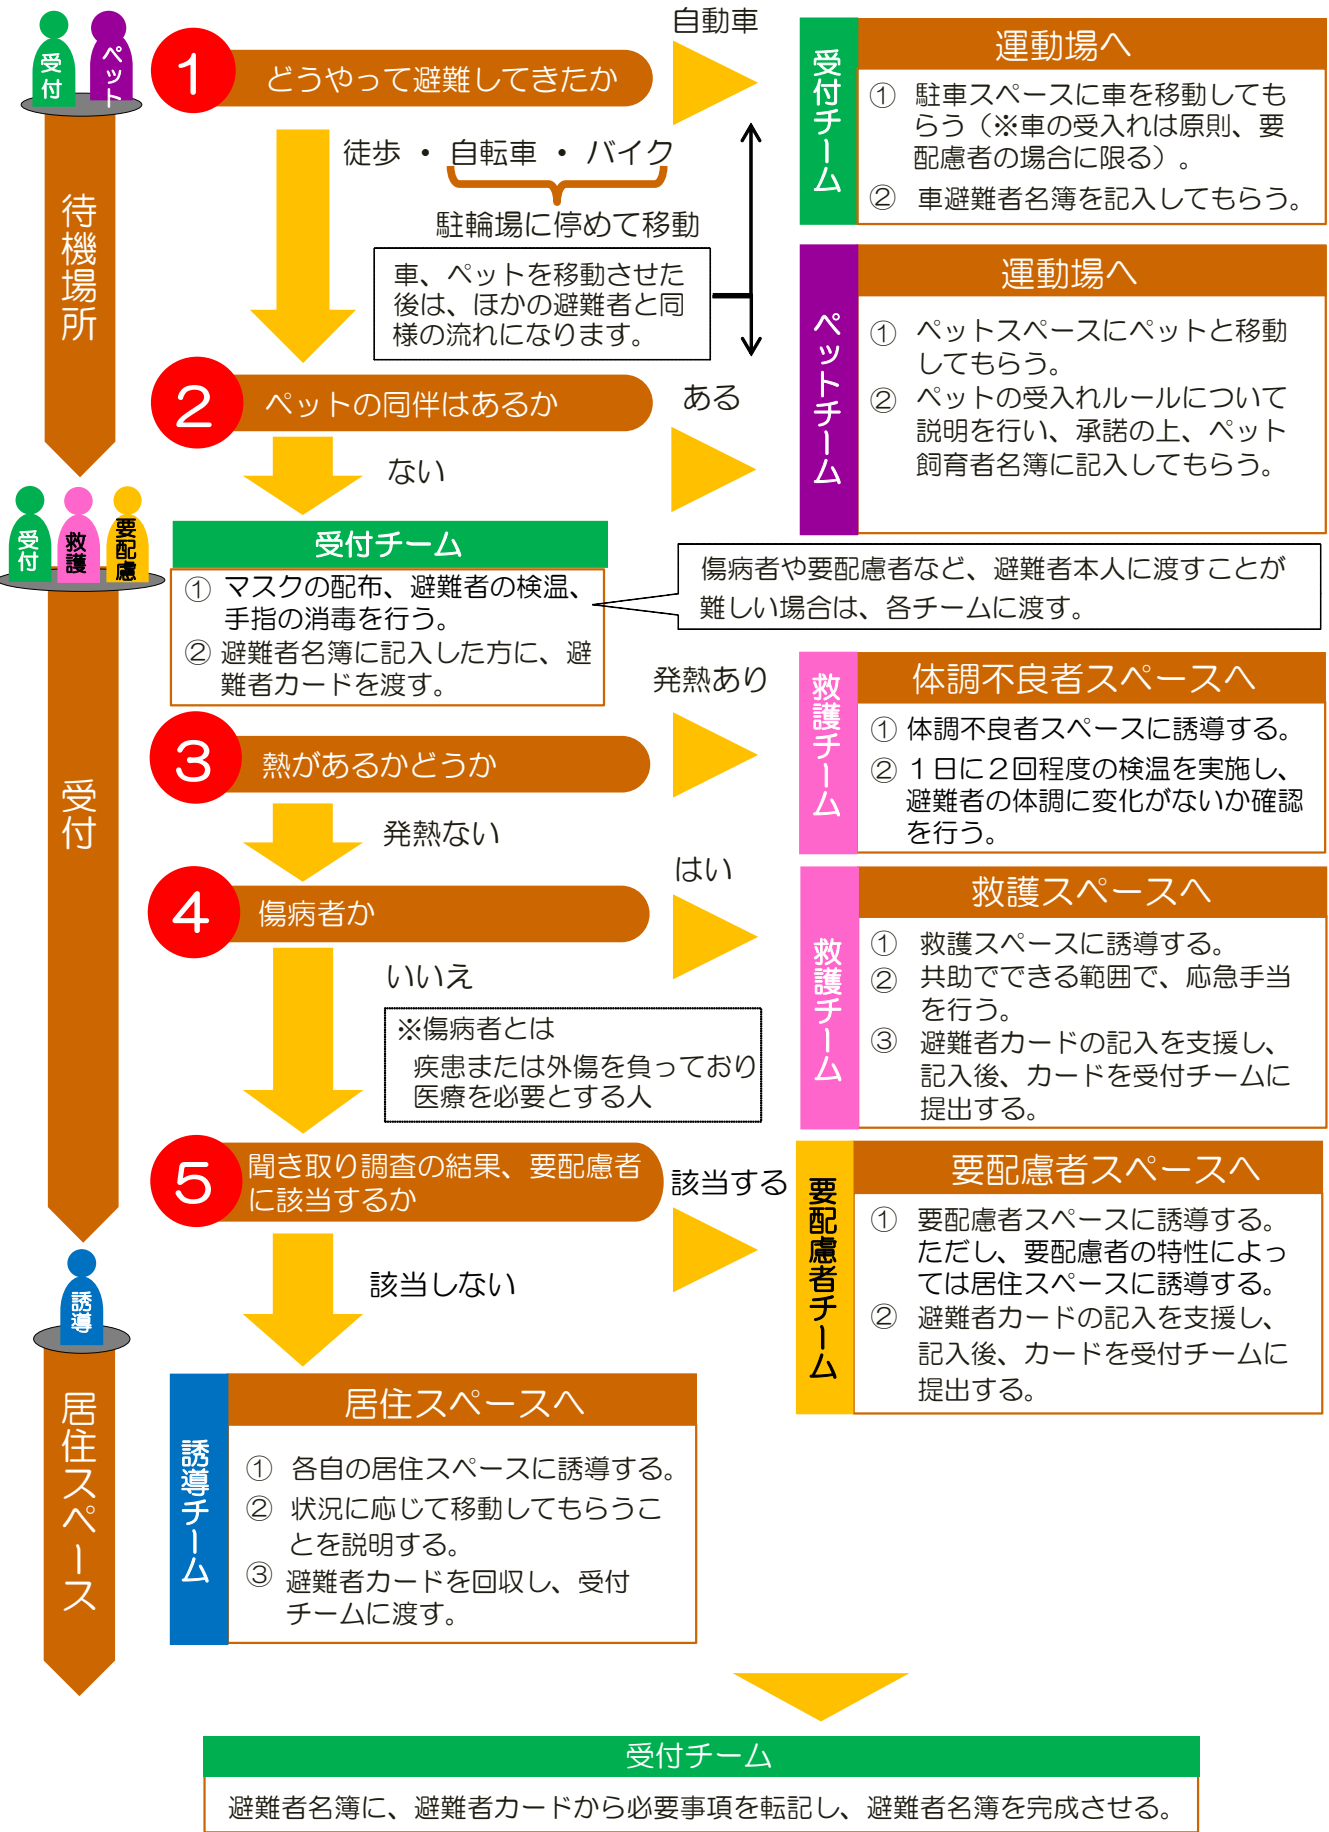 受付
ペット
待機場所
1
どうやって避難してきたか
自動車
徒歩 ・ 自転車 ・ バイク
駐輪場に停めて移動
車、ペットを移動させた
後は、ほかの避難者と同
様の流れになります。
受付チーム
運動場へ
① 駐車スペースに車を移動しても
らう（※車の受入れは原則、要
配慮者の場合に限る）。
② 車避難者名簿を記入してもらう。
2
ペットの同伴はあるか
ある
ない
ペットチーム
運動場へ
① ペットスペースにペットと移動
してもらう。
② ペットの受入れルールについて
説明を行い、承諾の上、ペット
飼育者名簿に記入してもらう。
受付
救護
要配慮
受付
受付チーム
① マスクの配布、避難者の検温、
手指の消毒を行う。
② 避難者名簿に記入した方に、避
難者カードを渡す。
傷病者や要配慮者など、避難者本人に渡すことが
難しい場合は、各チームに渡す。
3
熱があるかどうか
発熱あり
発熱ない
救護チーム
体調不良者スペースへ
① 体調不良者スペースに誘導する。
② １日に２回程度の検温を実施し、
避難者の体調に変化がないか確認
を行う。
4
傷病者か
はい
いいえ
※傷病者とは
疾患または外傷を負っており
医療を必要とする人
救護チーム
救護スペースへ
① 救護スペースに誘導する。
② 共助でできる範囲で、応急手当
を行う。
③ 避難者カードの記入を支援し、
記入後、カードを受付チームに
提出する。
5
聞き取り調査の結果、要配慮者
に該当するか
該当する
該当しない
要配慮者チーム
要配慮者スペースへ
① 要配慮者スペースに誘導する。
ただし、要配慮者の特性によっ
ては居住スペースに誘導する。
② 避難者カードの記入を支援し、
記入後、カードを受付チームに
提出する。
誘導
居住スペース
誘導チーム
居住スペースへ
① 各自の居住スペースに誘導する。
② 状況に応じて移動してもらうこ
とを説明する。
③ 避難者カードを回収し、受付
チームに渡す。
受付チーム
避難者名簿に、避難者カードから必要事項を転記し、避難者名簿を完成させる。